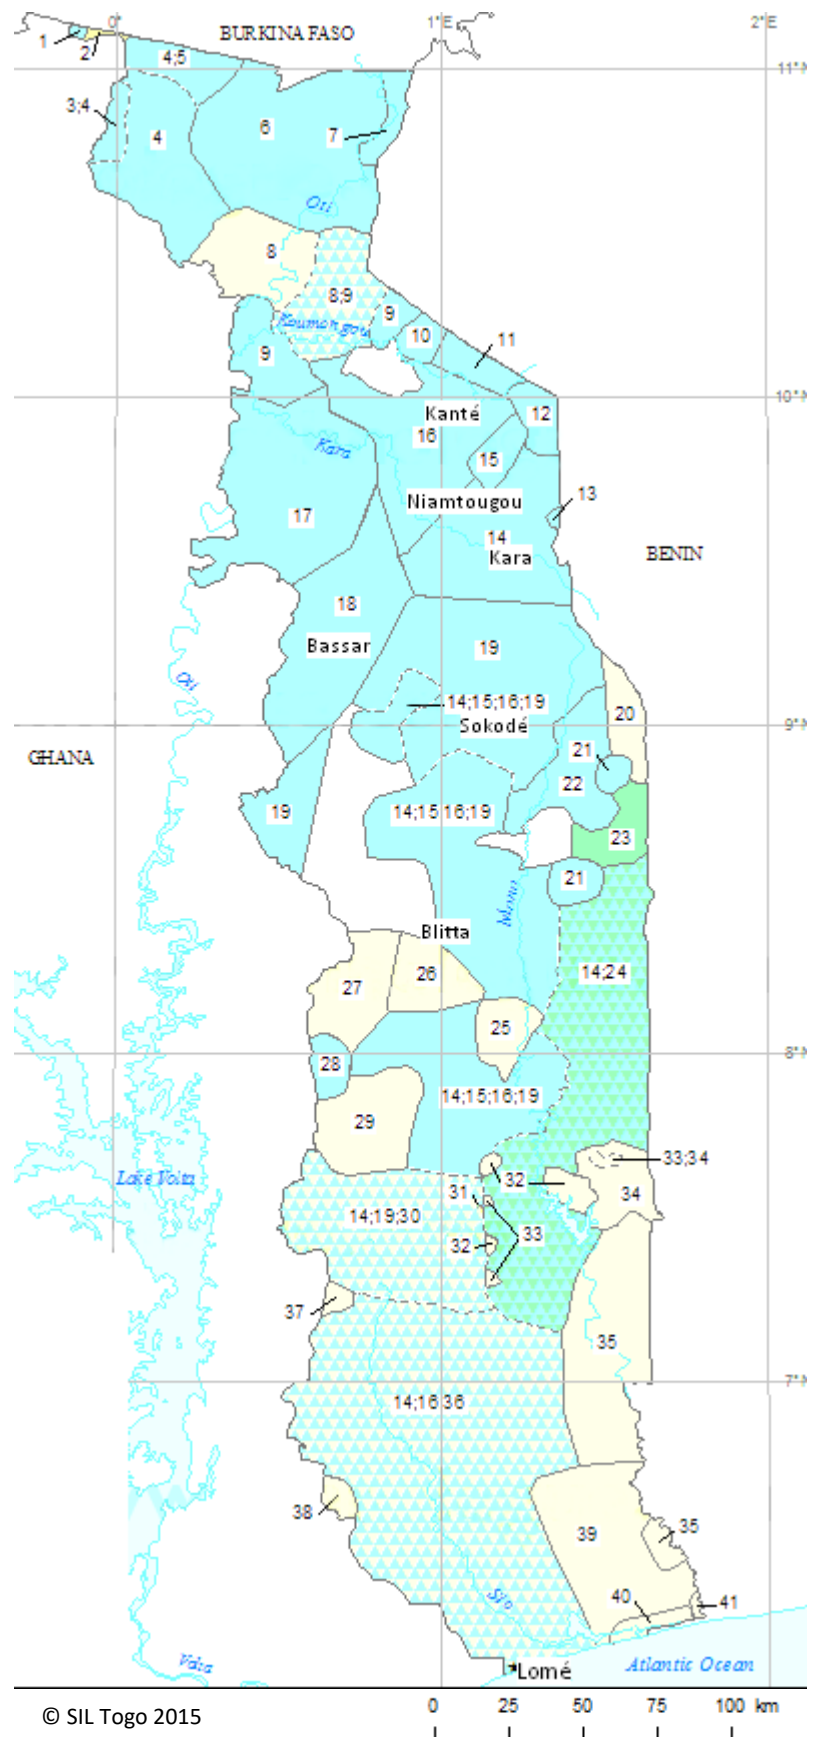 0°
1°E
2°E
BURKINA FASO
1
2
4;5
11°N
3;4
4
6
7
Oti
8
8;9
9
Koumongou
10
11
9
10°N
Kanté
12
16
Kara
15
13
Niamtougou
17
14
Kara
BENIN
18
Bassar
19
Oti
14;15;16;19
20
Sokodé
9°N
GHANA
21
22
19
14;15;16;19
23
21
Mono
Blitta
14;24
27
26
25
8°N
28
14;15;16;19
29
33;34
Lake Volta
32
31
34
14;19;30
33
32
37
35
7°N
14;16;36
38
39
35
40
41
Sio
Volta
Lomé
Atlantic Ocean
© SIL Togo 2015
0 25 50 75 100 km